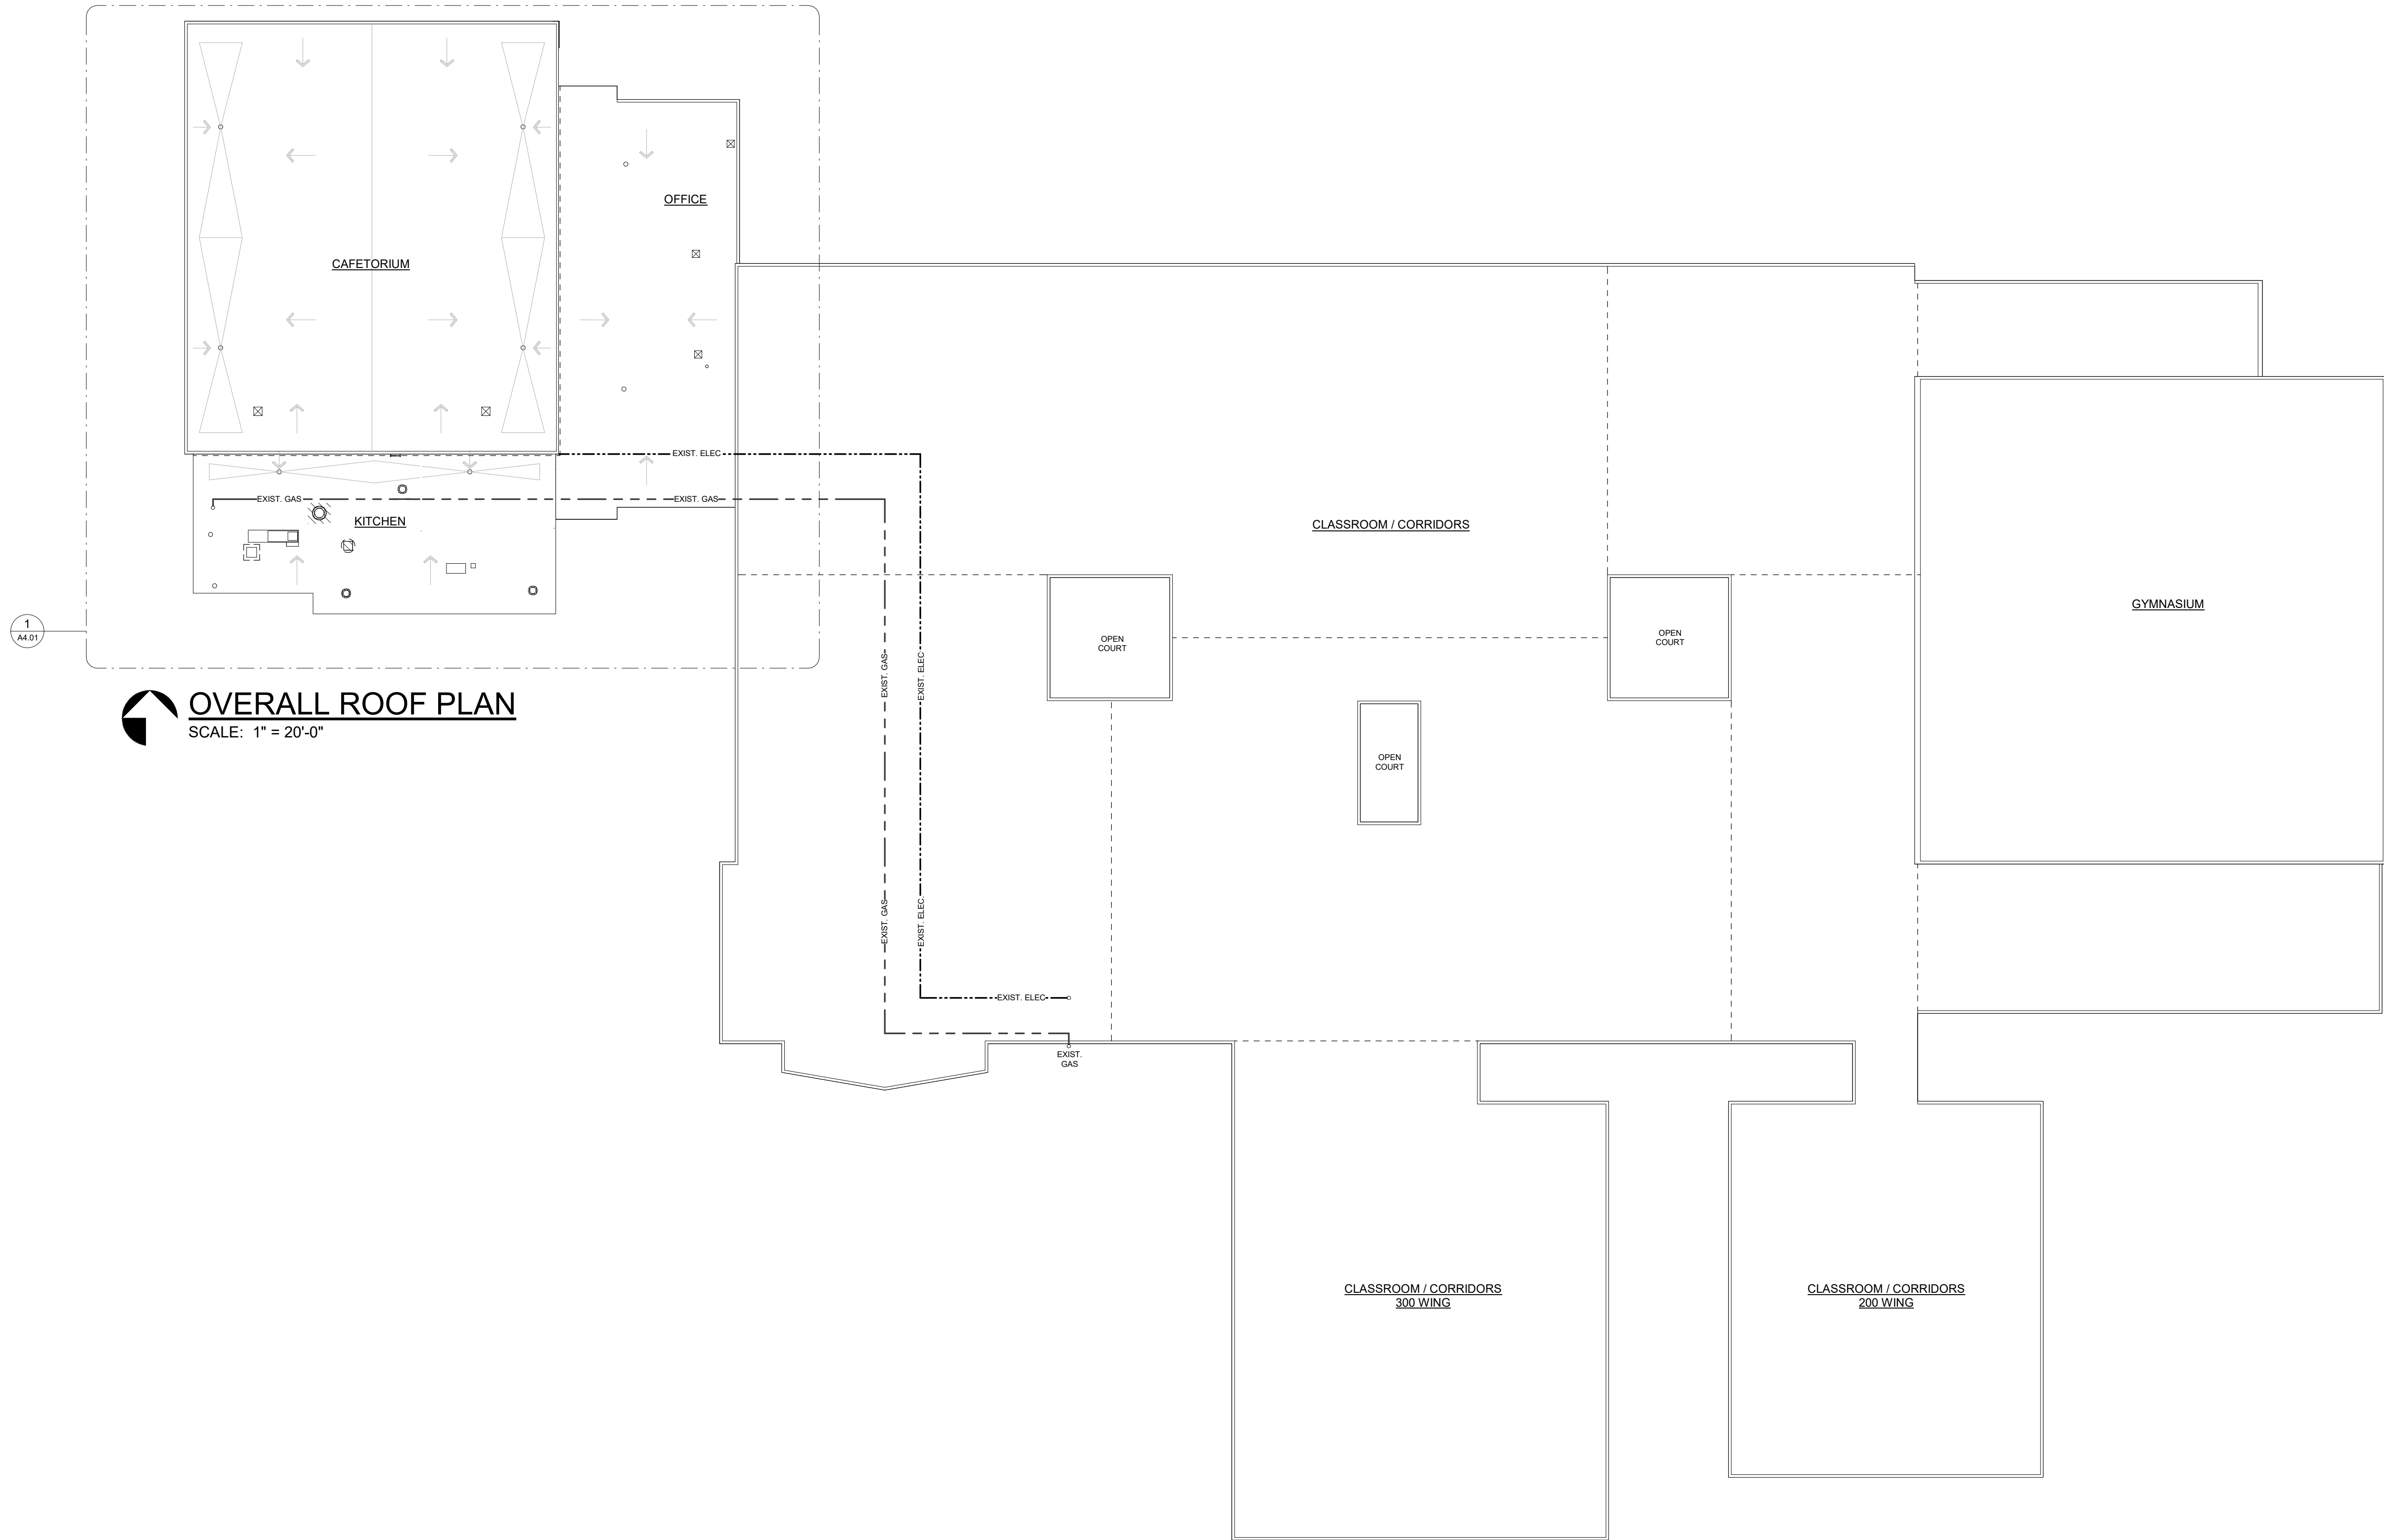 OFFICE
CAFETORIUM
EXIST. ELEC
EXIST. GAS
EXIST. GAS
KITCHEN
CLASSROOM / CORRIDORS
GYMNASIUM
1
A4.01
OPEN
COURT
OPEN
COURT
EXIST. GAS
EXIST. ELEC
OVERALL ROOF PLAN
SCALE: 1" = 20'-0"
OPEN
COURT
EXIST. GAS
EXIST. ELEC
EXIST. ELEC
EXIST.
GAS
CLASSROOM / CORRIDORS
300 WING
CLASSROOM / CORRIDORS
200 WING